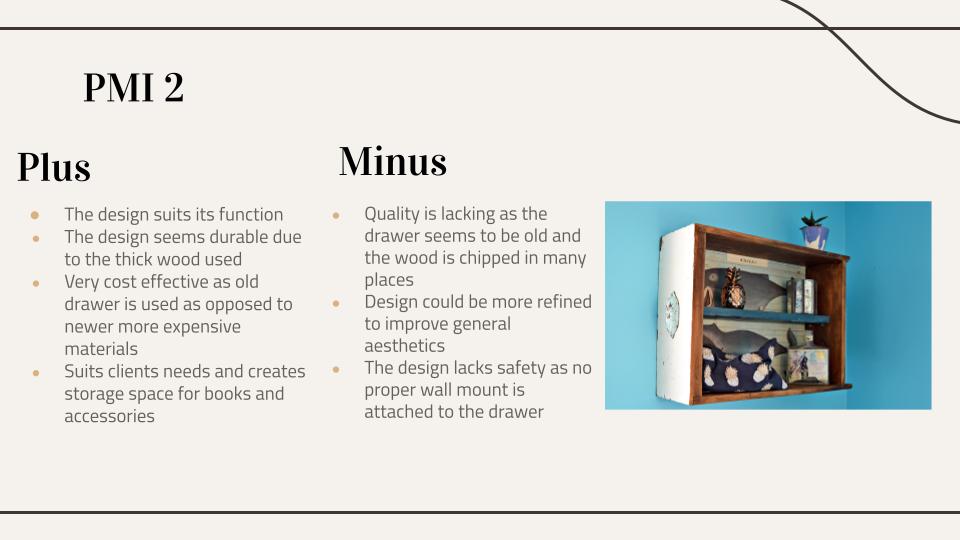 PMI 2
Plus
The design suits its function
The design seems durable due
to the thick wood used
Very cost effective as old
drawer is used as opposed to
newer more expensive
materials
Suits clients needs and creates
storage space for books and
accessories
Minus
Quality is lacking as the
drawer seems to be old and
the wood is chipped in many
places
Design could be more refined
to improve general
aesthetics
The design lacks safety as no
proper wall mount is
attached to the drawer